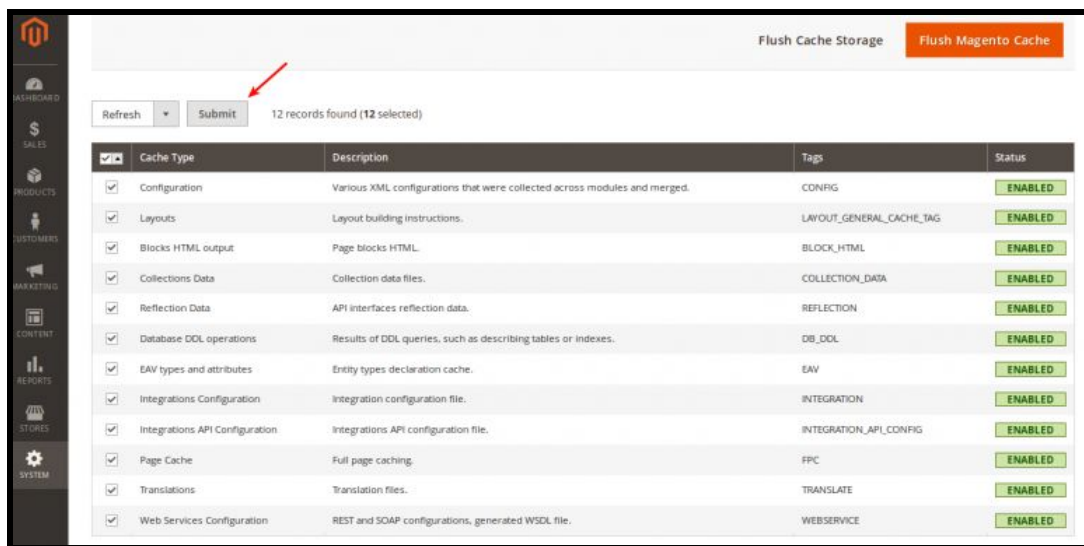 Flush Cache Storage Flush Magento Cache
DASHBOARD
Refresh Submit 12 records found (12 selected)
$
SALES
Cache Type Description Tags Status
PRODUCTS
Configuration Various XML configurations that were collected across modules and merged. CONFIG ENABLED
Layouts Layout building instructions. LAYOUT_GENERAL_CACHE_TAG ENABLED
CUSTOMERS
Blocks HTML output Page blocks HTML. BLOCK_HTML ENABLED
Collections Data Collection data files. COLLECTION_DATA ENABLED
MARKETING
Reflection Data API interfaces reflection data. REFLECTION ENABLED
CONTENT
Database DDL operations Results of DDL queries, such as describing tables or indexes. DB_DDL ENABLED
EAV types and attributes Entity types declaration cache. EAV ENABLED
REPORTS
Integrations Configuration Integration configuration file. INTEGRATION ENABLED
STORES
Integrations API Configuration Integrations API configuration file. INTEGRATION_API_CONFIG ENABLED
Page Cache Full page caching. FPC ENABLED
SYSTEM
Translations Translation files. TRANSLATE ENABLED
Web Services Configuration REST and SOAP configurations, generated WSDL file. WEBSERVICE ENABLED